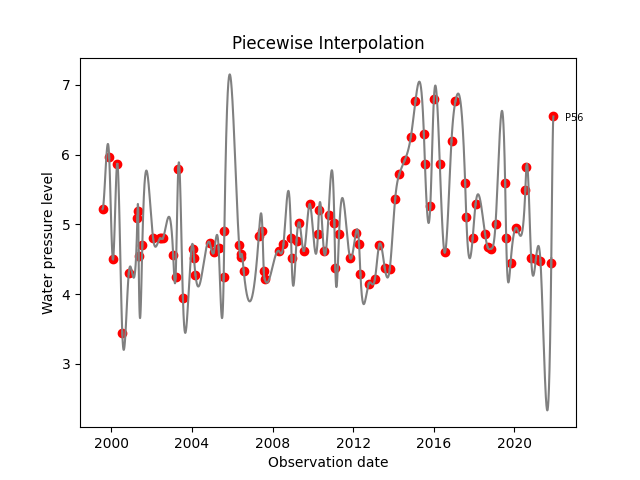 Piecewise Interpolation
7
6
5
4
3
P56
2000 2004 2008 2012 2016 2020
Water pressure level
Observation date